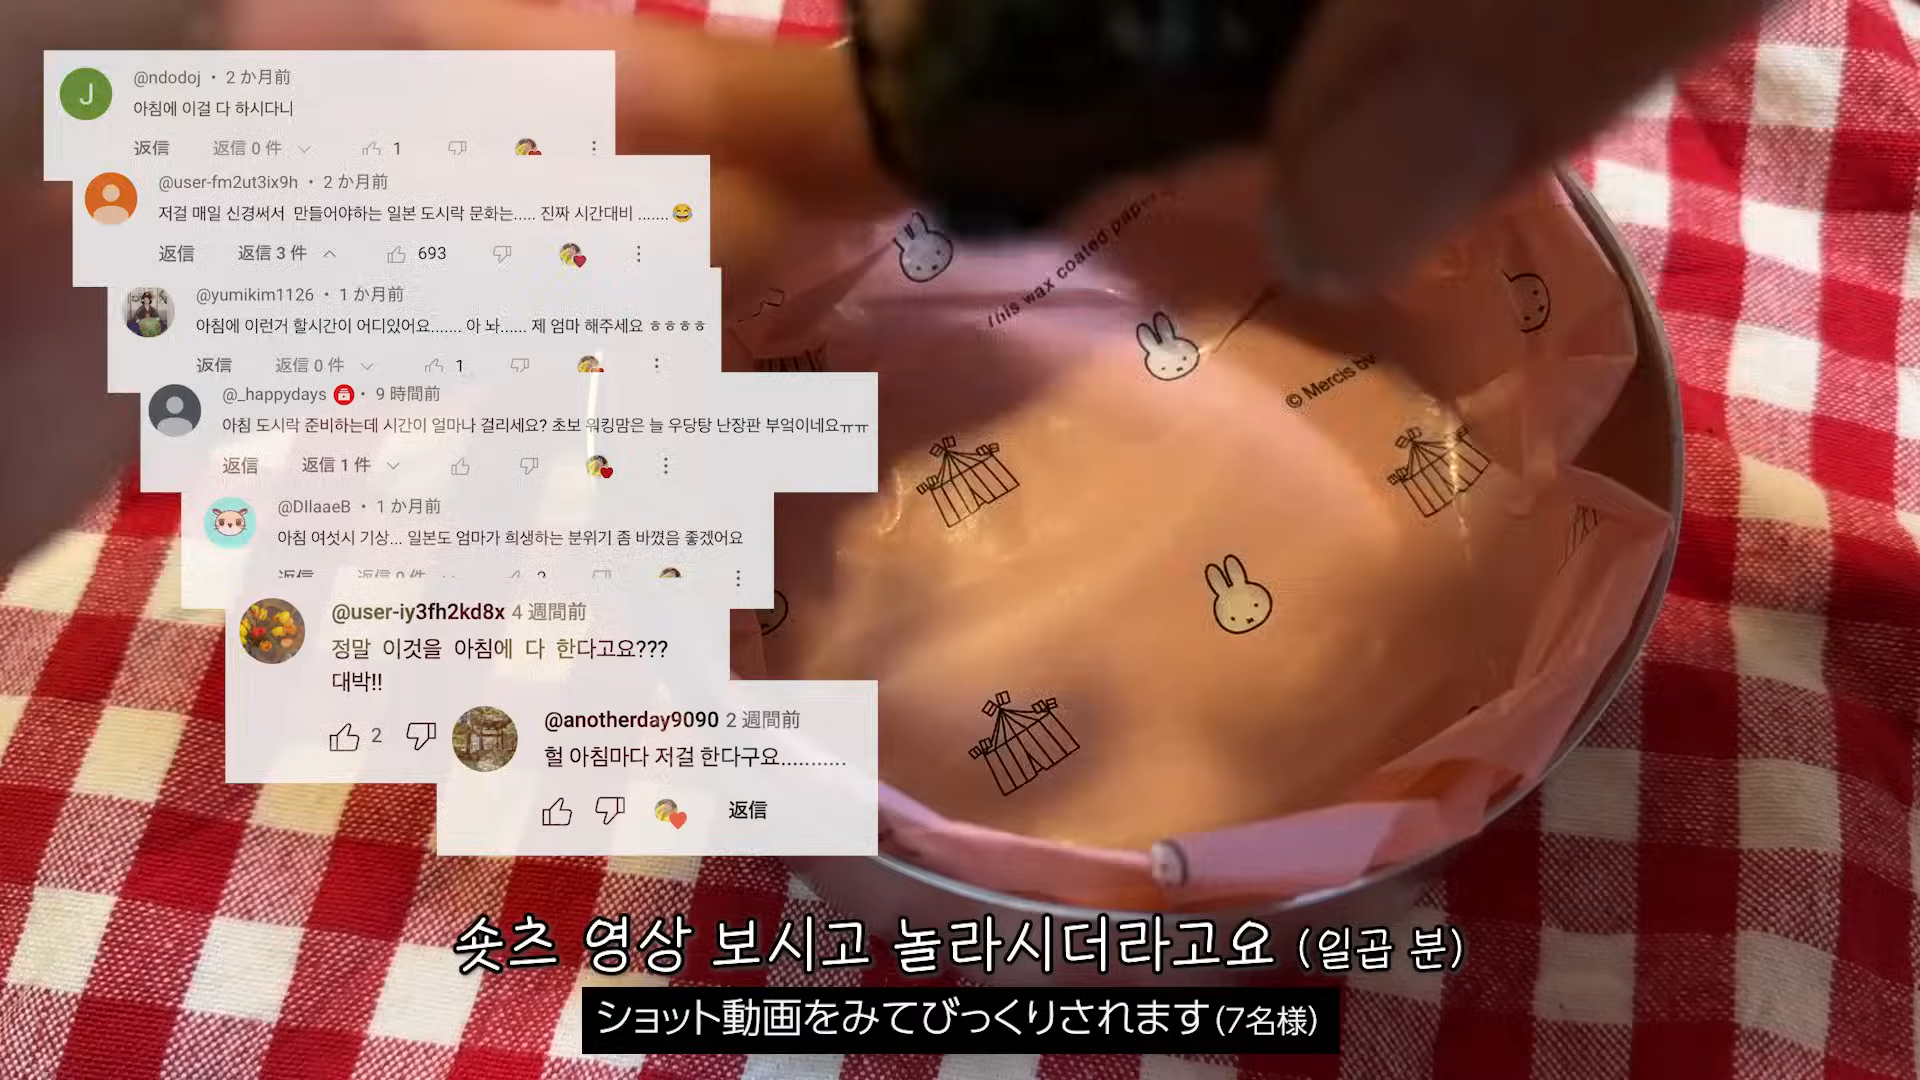 J
@ndodoj・2 か月前
아침에 이걸 다 하시다니
返信 返信 0 件 1
@user-fm2ut3ix9h・2 か月前
저걸 매일 신경써서 만들어야하는 일본 도시락 문화는..... 진짜 시간대비 .......😂
返信 返信 3 件 693
@yumikim1126・1 か月前
아침에 이런거 할시간이 어디있어요....... 아 놔...... 제 엄마 해주세요 ㅎㅎㅎㅎ
返信 返信 0 件 1
@_happydays・9 時間前
아침 도시락 준비하는데 시간이 얼마나 걸리세요? 초보 워킹맘은 늘 우당탕 난장판 부엌이네요ㅠㅠ
返信 返信 1 件
@DllaaeB・1 か月前
아침 여섯시 기상... 일본도 엄마가 희생하는 분위기 좀 바꼈음 좋겠어요
返信 返信 0 件 2
@user-iy3fh2kd8x 4 週間前
정말 이것을 아침에 다 한다고요???
대박!!
2
@anotherday9090 2 週間前
헐 아침마다 저걸 한다구요...........
返信
This wax coated paper
© Mercis bv
숏츠 영상 보시고 놀라시더라고요 (일곱 분)
ショット動画をみてびっくりされます(7名様)